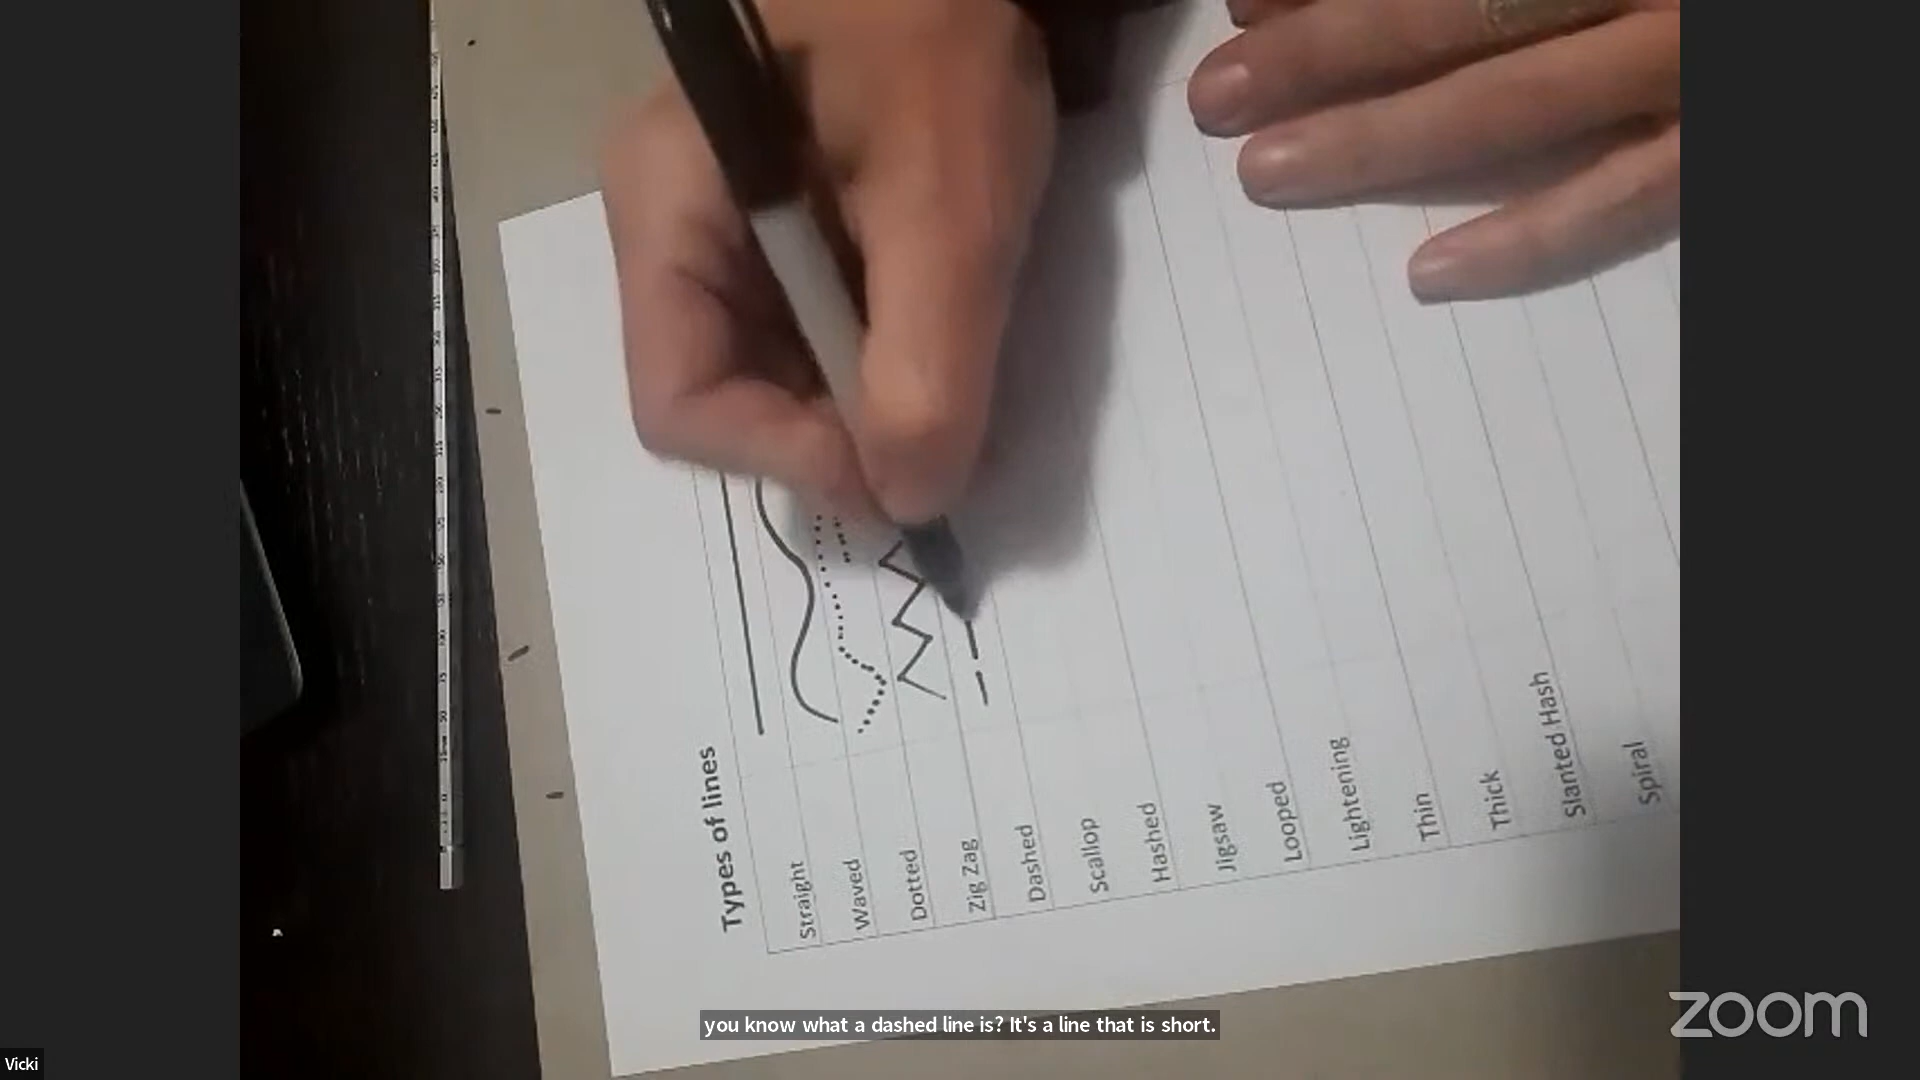 Types of lines
Straight
Waved
Dotted
Zig Zag
Dashed
Scallop
Hashed
Jigsaw
Looped
Lightening
Thin
Thick
Slanted Hash
Spiral
you know what a dashed line is? It's a line that is short.
Vicki
zoom